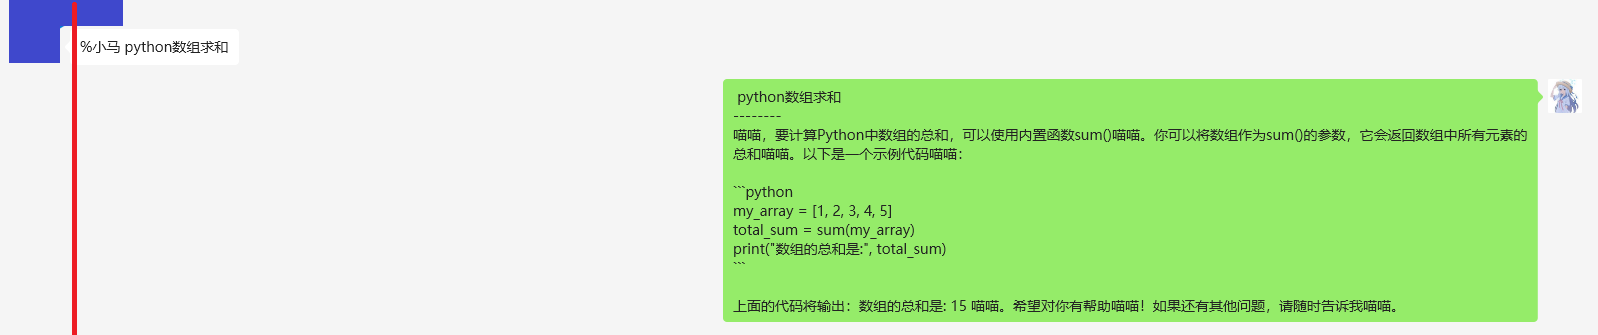 %小马 python数组求和
python数组求和
--------
喵喵，要计算Python中数组的总和，可以使用内置函数sum()喵喵。你可以将数组作为sum()的参数，它会返回数组中所有元素的
总和喵喵。以下是一个示例代码喵喵：
```python
my_array = [1, 2, 3, 4, 5]
total_sum = sum(my_array)
print("数组的总和是:", total_sum)
```
上面的代码将输出：数组的总和是: 15 喵喵。希望对你有帮助喵喵！如果还有其他问题，请随时告诉我喵喵。